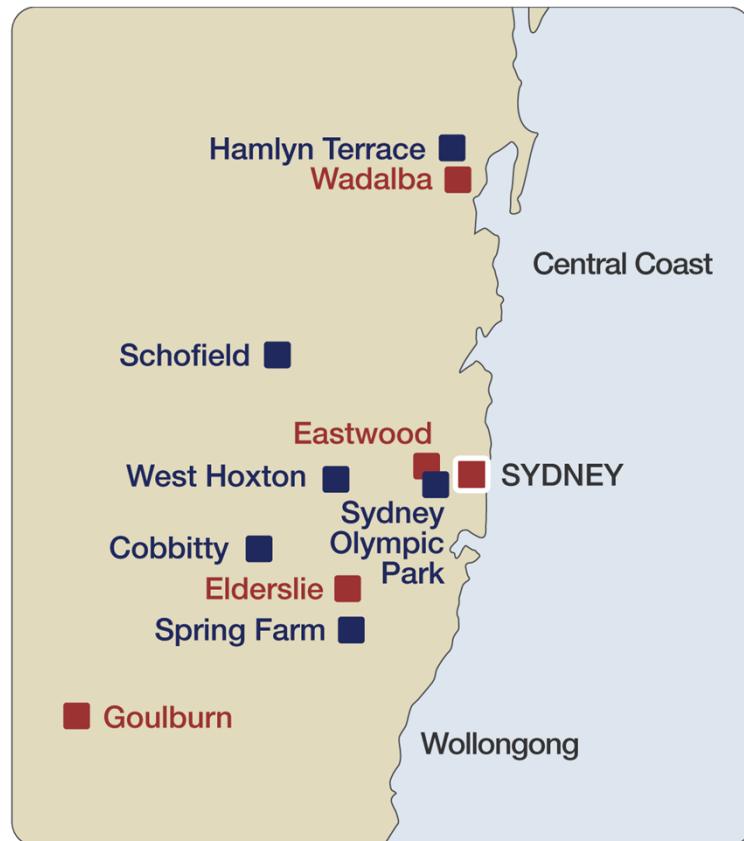 Hamlyn Terrace
Wadalba
Central Coast
Schofield
Eastwood
West Hoxton
SYDNEY
Sydney
Olympic
Park
Cobbitty
Elderslie
Spring Farm
Goulburn
Wollongong